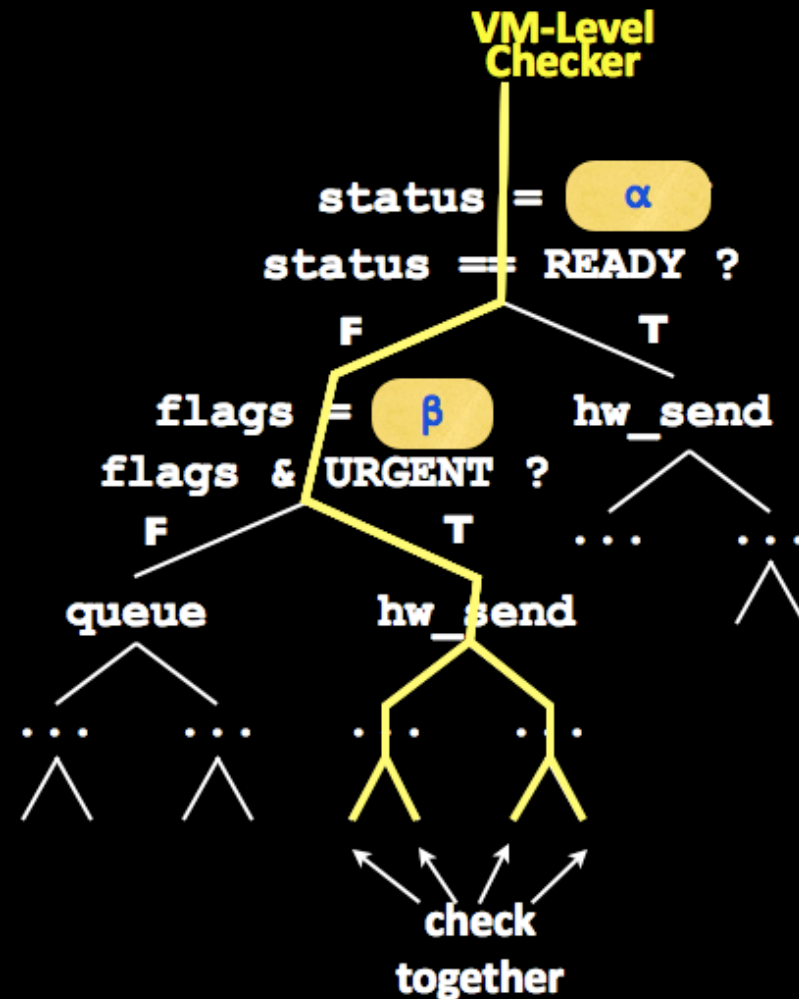 VM-Level
Checker
status = α
status == READY ?
F T
flags = β hw_send
flags & URGENT ?
F T ... ...
queue hw_send
... ... ... ...
check
together